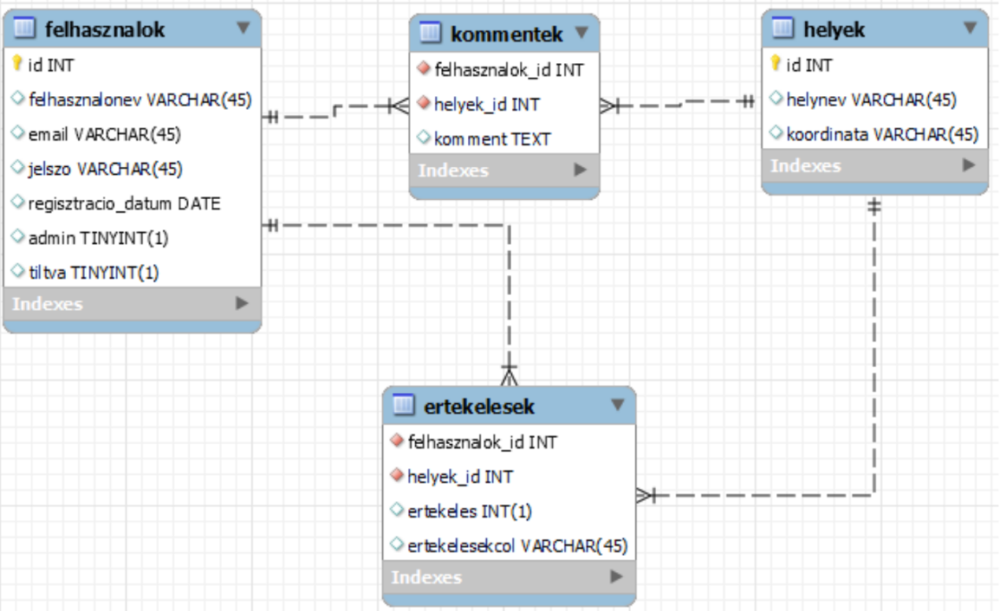 felhasznalok
id INT
felhasznalonev VARCHAR(45)
email VARCHAR(45)
jelszo VARCHAR(45)
regisztracio_datum DATE
admin TINYINT(1)
tiltva TINYINT(1)
Indexes
kommentek
felhasznalok_id INT
helyek_id INT
komment TEXT
Indexes
helyek
id INT
helynev VARCHAR(45)
koordinata VARCHAR(45)
Indexes
ertekelesek
felhasznalok_id INT
helyek_id INT
ertekeles INT(1)
ertekelesekcol VARCHAR(45)
Indexes